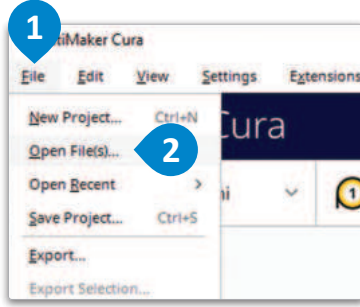 1
tiMaker Cura
File Edit View Settings Extensions
New Project... Ctrl+N
Cura
Open File(s)...
2
Open Recent >
1
Save Project... Ctrl+S
Export...
Export Selection...